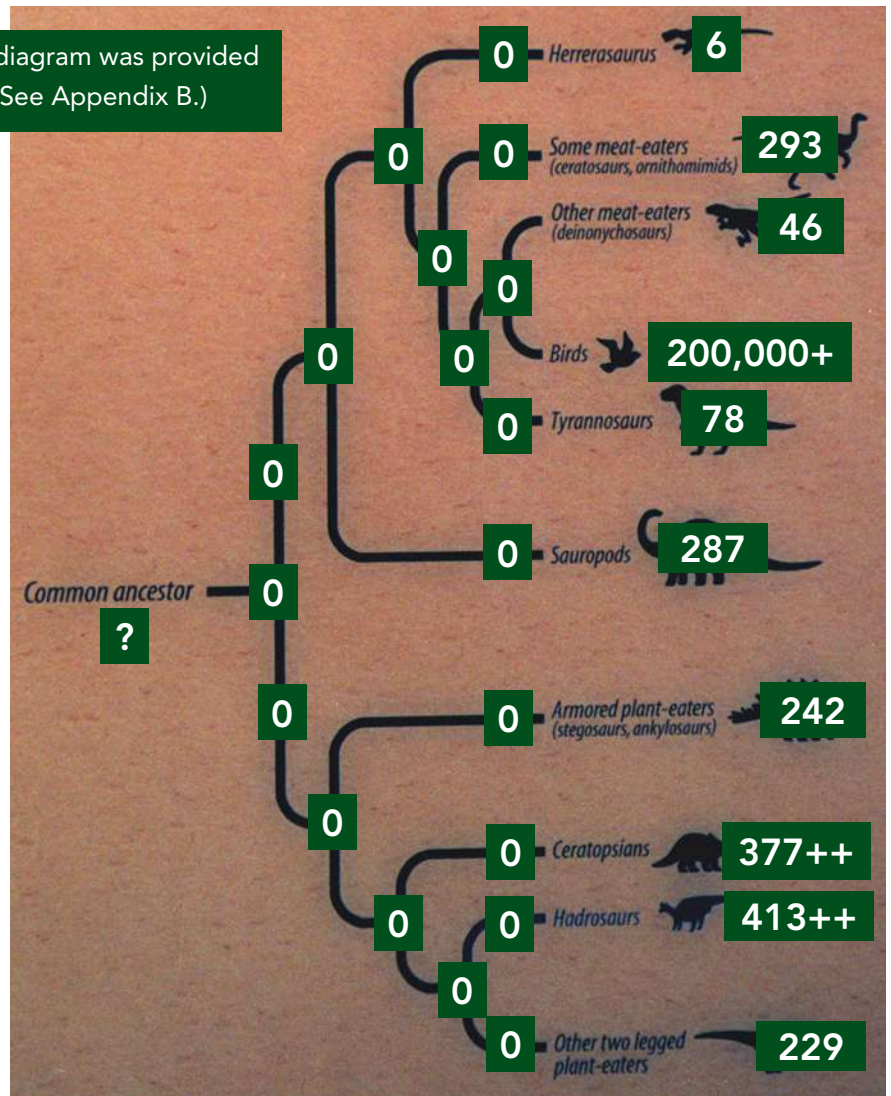 diagram was provided
(See Appendix B.)
0
Herrerasaurus
6
0
0
Some meat-eaters
(ceratosaurs, ornithomimids)
293
Other meat-eaters
(deinonychosaurs)
46
0
0
0
0
Birds
200,000+
0
Tyrannosaurs
78
0
0
Sauropods
287
Common ancestor
0
?
0
0
Armored plant-eaters
(stegosaurs, ankylosaurs)
242
0
0
Ceratopsians
377++
0
0
Hadrosaurs
413++
0
0
Other two legged
plant-eaters
229